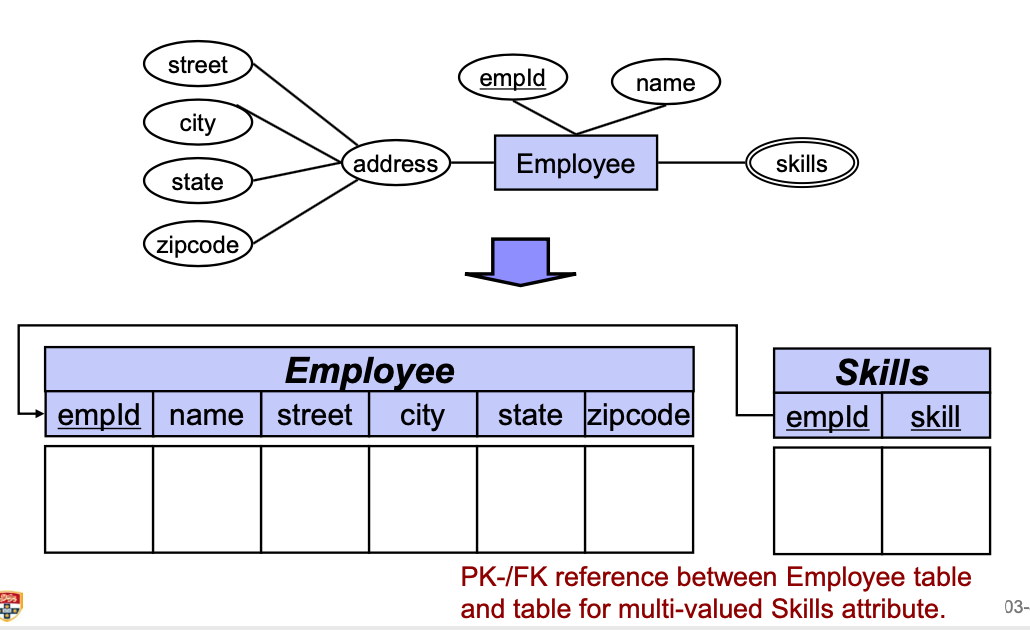 street
empId
name
city
address
Employee
skills
state
zipcode
Employee
empId
name
street
city
state
zipcode
Skills
empId
skill
PK-/FK reference between Employee table
and table for multi-valued Skills attribute.
03-